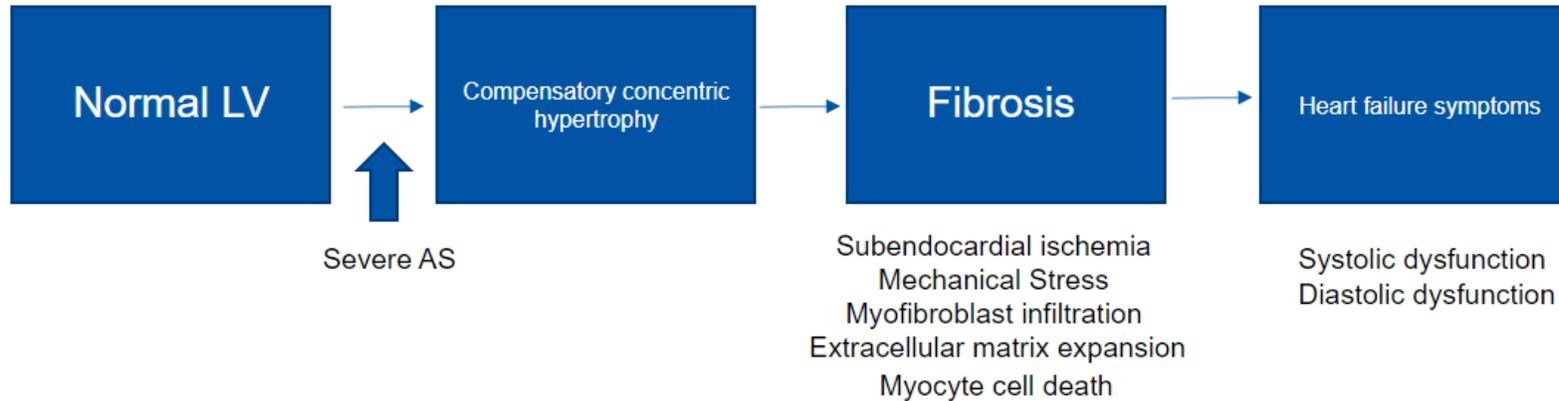 Normal LV
Compensatory concentric
hypertrophy
Fibrosis
Heart failure symptoms
Severe AS
Subendocardial ischemia
Mechanical Stress
Myofibroblast infiltration
Extracellular matrix expansion
Myocyte cell death
Systolic dysfunction
Diastolic dysfunction